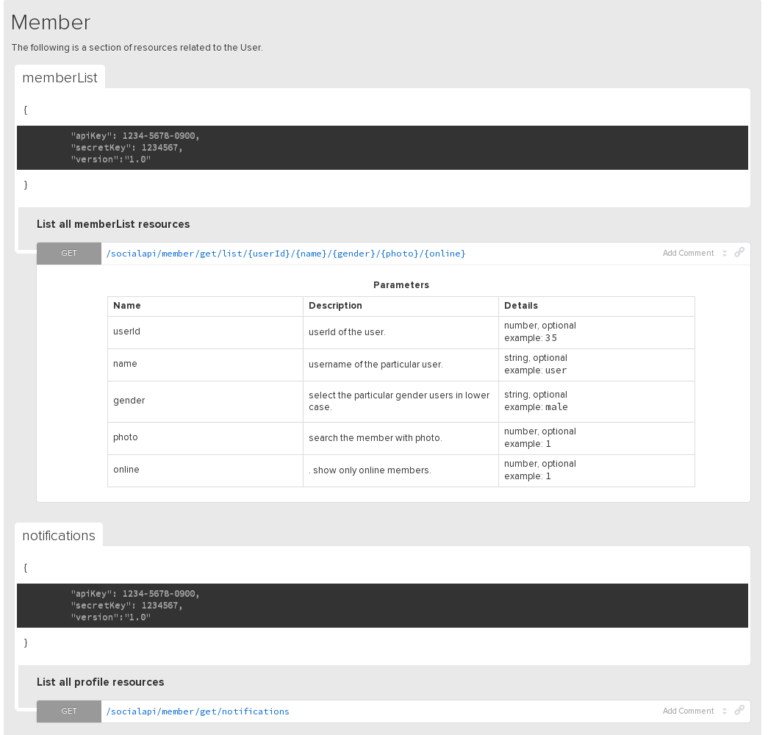 Member
The following is a section of resources related to the User.
memberList
{
"apiKey": 1234-5678-0900,
"secretKey": 1234567,
"version":"1.0"
}
List all memberList resources
GET /socialapi/member/get/list/{userId}/{name}/{gender}/{photo}/{online} Add Comment
Parameters
Name Description Details
userId userId of the user. number, optional
example: 35
name username of the particular user. string, optional
example: user
gender select the particular gender users in lower case. string, optional
example: male
photo search the member with photo. number, optional
example: 1
online . show only online members. number, optional
example: 1
notifications
{
"apiKey": 1234-5678-0900,
"secretKey": 1234567,
"version":"1.0"
}
List all profile resources
GET /socialapi/member/get/notifications Add Comment